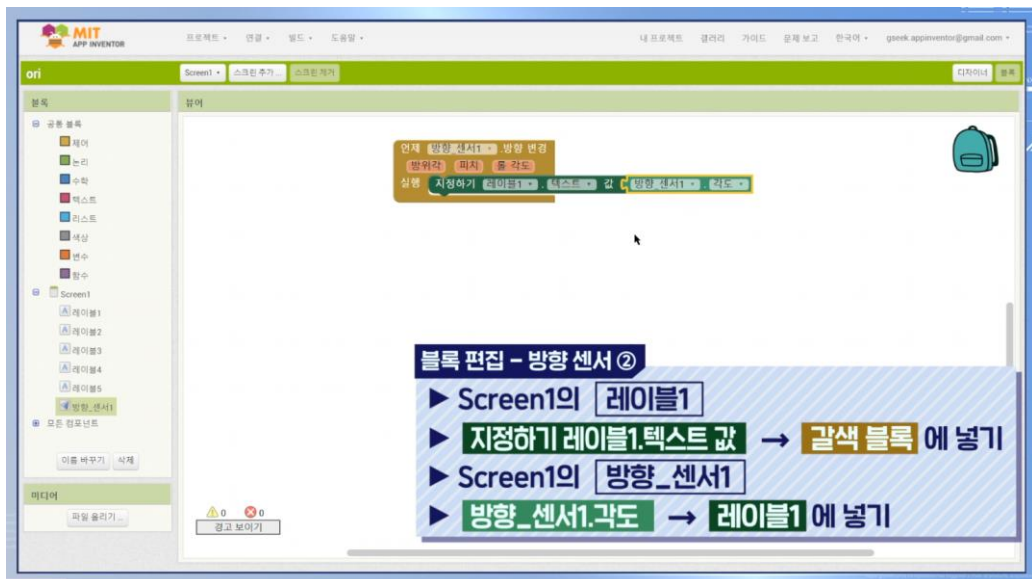 MIT
APP INVENTOR
프로젝트 연결 빌드 도움말
내 프로젝트 갤러리 가이드 문제 보고 한국어 gseek.appinventor@gmail.com
ori
Screen1 스크린 추가... 스크린 제거
디자이너 블록
블록
뷰어
공통 블록
제어
논리
수학
텍스트
리스트
색상
변수
함수
Screen1
레이블1
레이블2
레이블3
레이블4
레이블5
방향_센서1
모든 컴포넌트
이름 바꾸기 삭제
미디어
파일 올리기...
언제 방향_센서1 .방향 변경
방위각 피치 롤 각도
실행 지정하기 레이블1 . 텍스트 값 방향_센서1 . 각도
0 0
경고 보이기
블록 편집 – 방향 센서 ②
▶ Screen1의 레이블1
▶ 지정하기 레이블1.텍스트 값 → 갈색 블록 에 넣기
▶ Screen1의 방향_센서1
▶ 방향_센서1.각도 → 레이블1 에 넣기